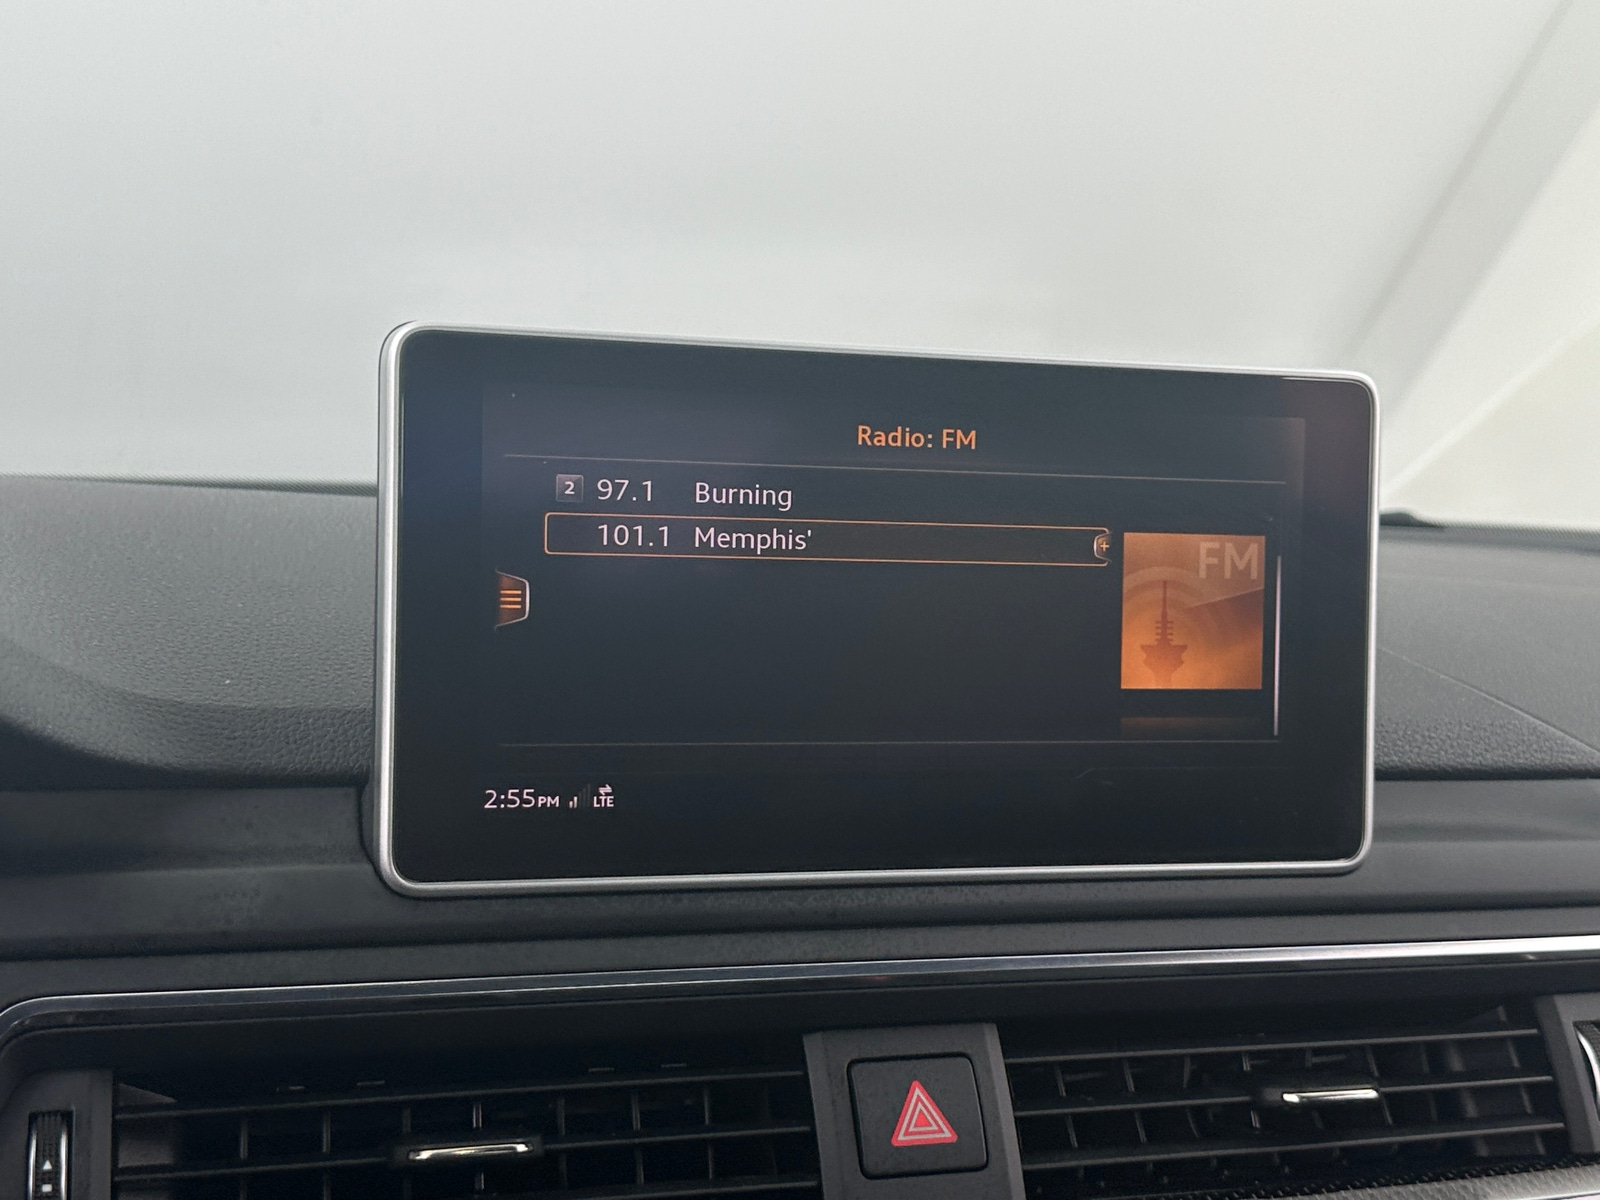 Radio: FM
2 97.1 Burning
101.1 Memphis'
FM
2:55PM LTE